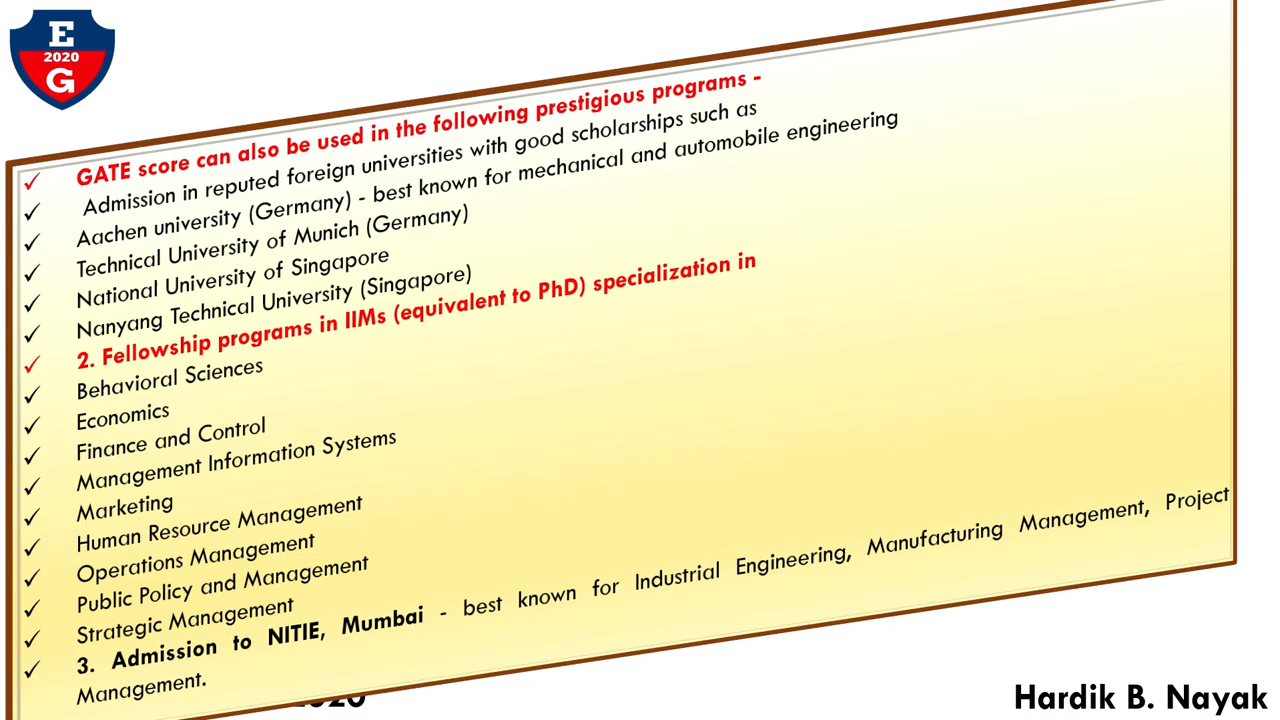 E
2020
G
✓ GATE score can also be used in the following prestigious programs -
✓ Admission in reputed foreign universities with good scholarships such as
✓ Aachen university (Germany) - best known for mechanical and automobile engineering
✓ Technical University of Munich (Germany)
✓ National University of Singapore
✓ Nanyang Technical University (Singapore)
✓ 2. Fellowship programs in IIMs (equivalent to PhD) specialization in
✓ Behavioral Sciences
✓ Economics
✓ Finance and Control
✓ Management Information Systems
✓ Marketing
✓ Human Resource Management
✓ Operations Management
✓ Public Policy and Management
✓ Strategic Management
✓ 3. Admission to NITIE, Mumbai - best known for Industrial Engineering, Manufacturing Management, Project
Management.
2020
Hardik B. Nayak